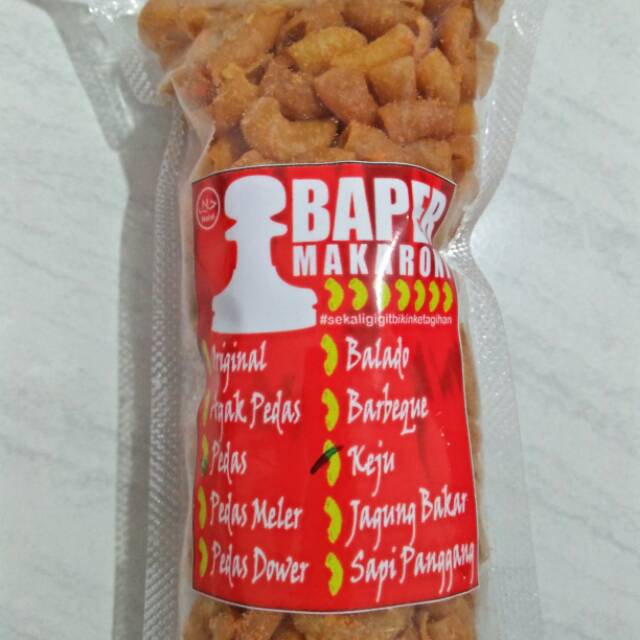 BAPER
MAKARONI
#sekaligigitbikinketagihan
Original
Agak Pedas
Pedas
Pedas Meler
Pedas Dower
Balado
Barbeque
Keju
Jagung Bakar
Sapi Panggang